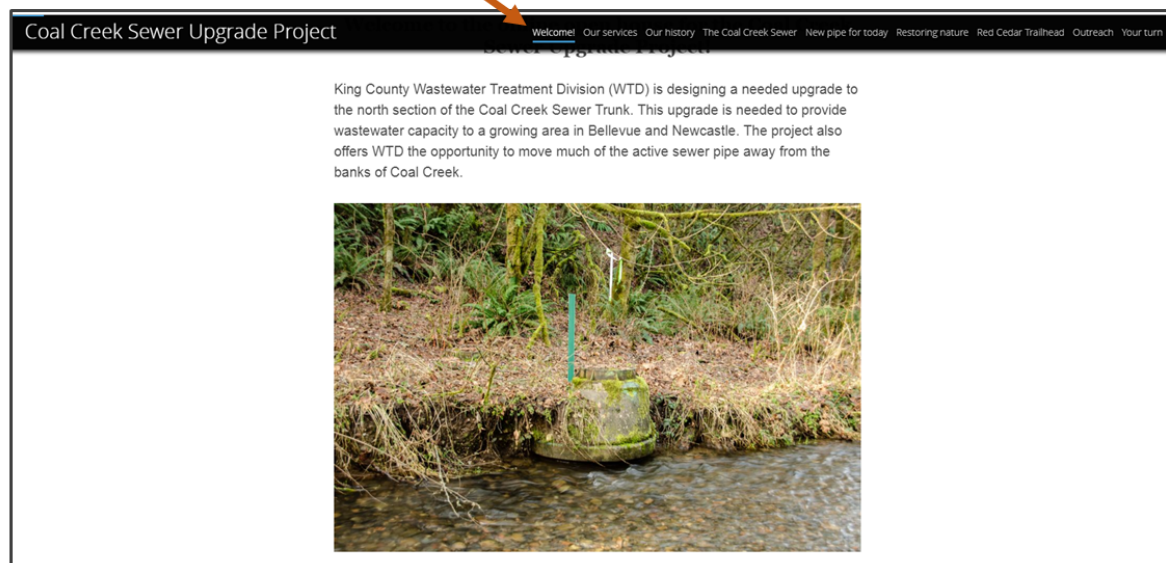 Coal Creek Sewer Upgrade Project
Welcome! Our services Our history The Coal Creek Sewer New pipe for today Restoring nature Red Cedar Trailhead Outreach Your turn
Sewer Upgrade Project!
King County Wastewater Treatment Division (WTD) is designing a needed upgrade to
the north section of the Coal Creek Sewer Trunk. This upgrade is needed to provide
wastewater capacity to a growing area in Bellevue and Newcastle. The project also
offers WTD the opportunity to move much of the active sewer pipe away from the
banks of Coal Creek.